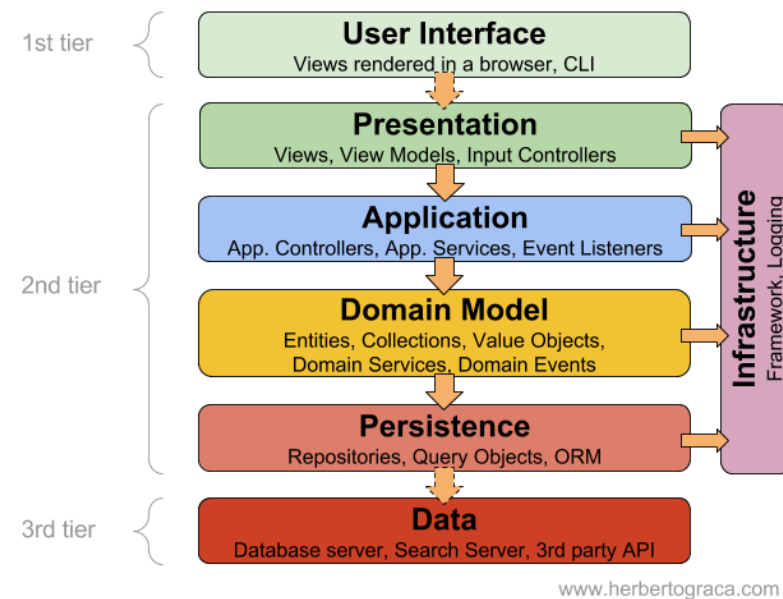 1st tier
User Interface
Views rendered in a browser, CLI
2nd tier
Presentation
Views, View Models, Input Controllers
Application
App. Controllers, App. Services, Event Listeners
Domain Model
Entities, Collections, Value Objects,
Domain Services, Domain Events
Persistence
Repositories, Query Objects, ORM
Infrastructure
Framework, Logging
3rd tier
Data
Database server, Search Server, 3rd party API
www.herbertograca.com